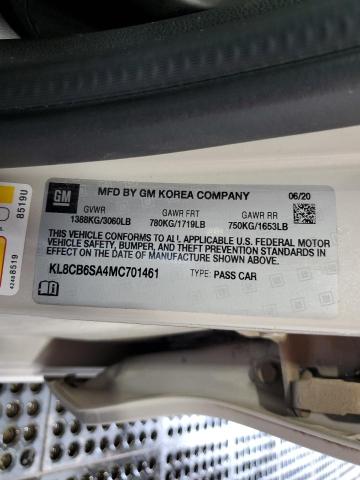 GM
MFD BY GM KOREA COMPANY 06/20
GVWR GAWR FRT GAWR RR
1388KG/3060LB 780KG/1719LB 750KG/1653LB
THIS VEHICLE CONFORMS TO ALL APPLICABLE U.S. FEDERAL MOTOR
VEHICLE SAFETY, BUMPER, AND THEFT PREVENTION STANDARDS IN
EFFECT ON THE DATE OF MANUFACTURE SHOWN ABOVE.
KL8CB6SA4MC701461 TYPE: PASS CAR
8519U
42488519